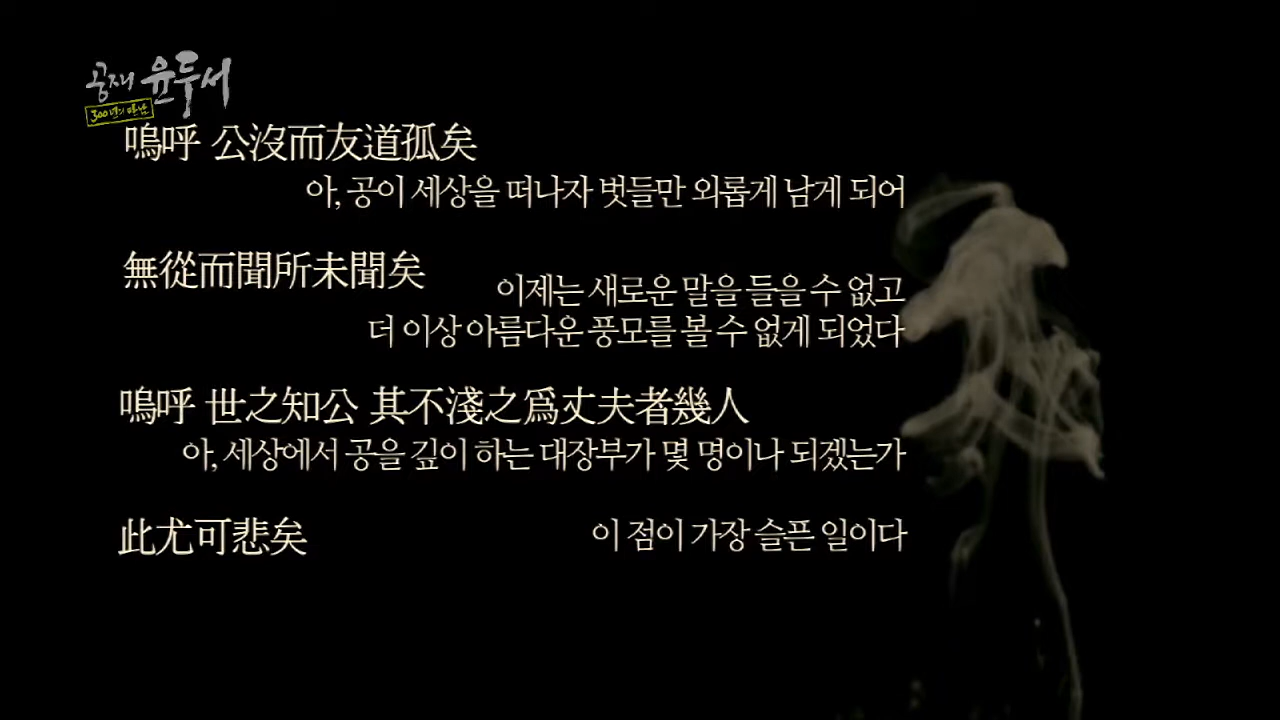 공재 윤두서
300년의 만남
嗚呼 公沒而友道孤矣
아, 공이 세상을 떠나자 벗들만 외롭게 남게 되어
無從而聞所未聞矣
이제는 새로운 말을 들을 수 없고
더 이상 아름다운 풍모를 볼 수 없게 되었다
嗚呼 世之知公 其不淺之爲丈夫者幾人
아, 세상에서 공을 깊이 하는 대장부가 몇 명이나 되겠는가
此尤可悲矣
이 점이 가장 슬픈 일이다